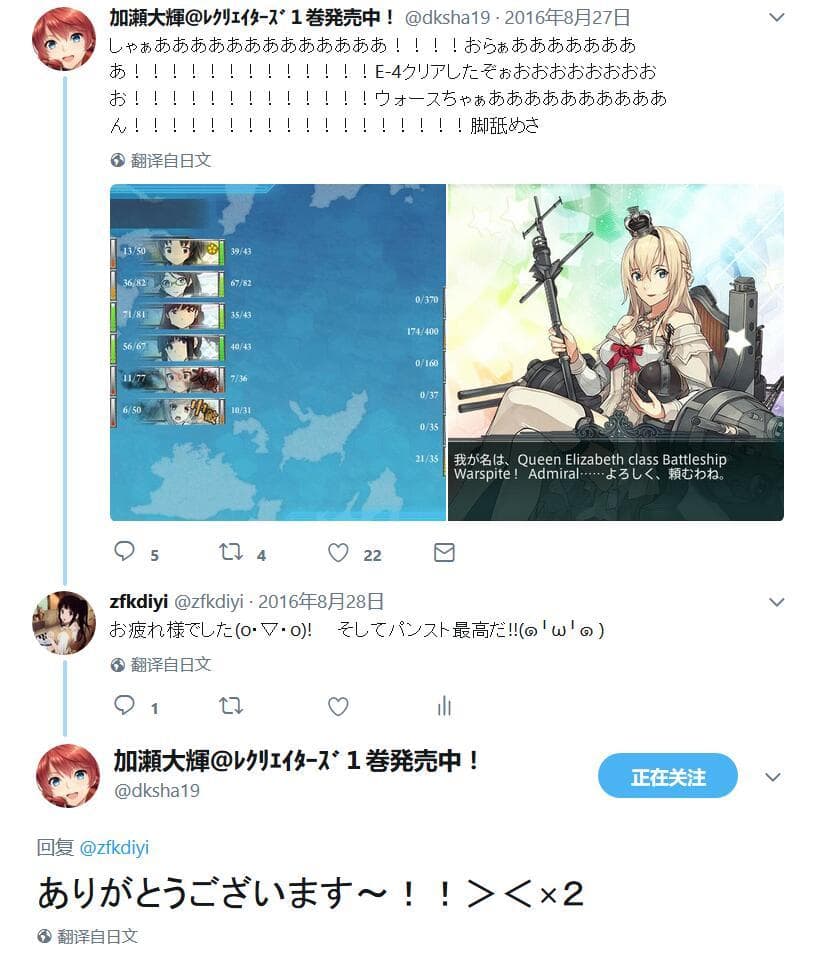 加瀬大輝@ﾚｸﾘｴｲﾀｰｽﾞ１巻発売中！ @dksha19 · 2016年8月27日
しゃぁあああああああああああああ！！！！おらぁあああああああ
あ！！！！！！！！！！！！！E-4クリアしたぞぉおおおおおおおお
お！！！！！！！！！！！！！ウォースちゃぁああああああああああ
ん！！！！！！！！！！！！！！！！！！脚舐めさ
翻译自日文
13/50 39/43
36/82 67/82
71/81 35/43
56/67 40/43
11/77 7/36
6/50 10/31
0/370
174/400
0/160
0/37
0/35
21/35
我が名は、Queen Elizabeth class Battleship
Warspite！ Admiral……よろしく、頼むわね。
5 4 22
zfkdiyi @zfkdiyi · 2016年8月28日
お疲れ様でした(o･▽･o)!　そしてパンスト最高だ!!(๑╹ω╹๑ )
翻译自日文
1
加瀬大輝@ﾚｸﾘｴｲﾀｰｽﾞ１巻発売中！
@dksha19
正在关注
回复 @zfkdiyi
ありがとうございます～！！＞＜×２
翻译自日文